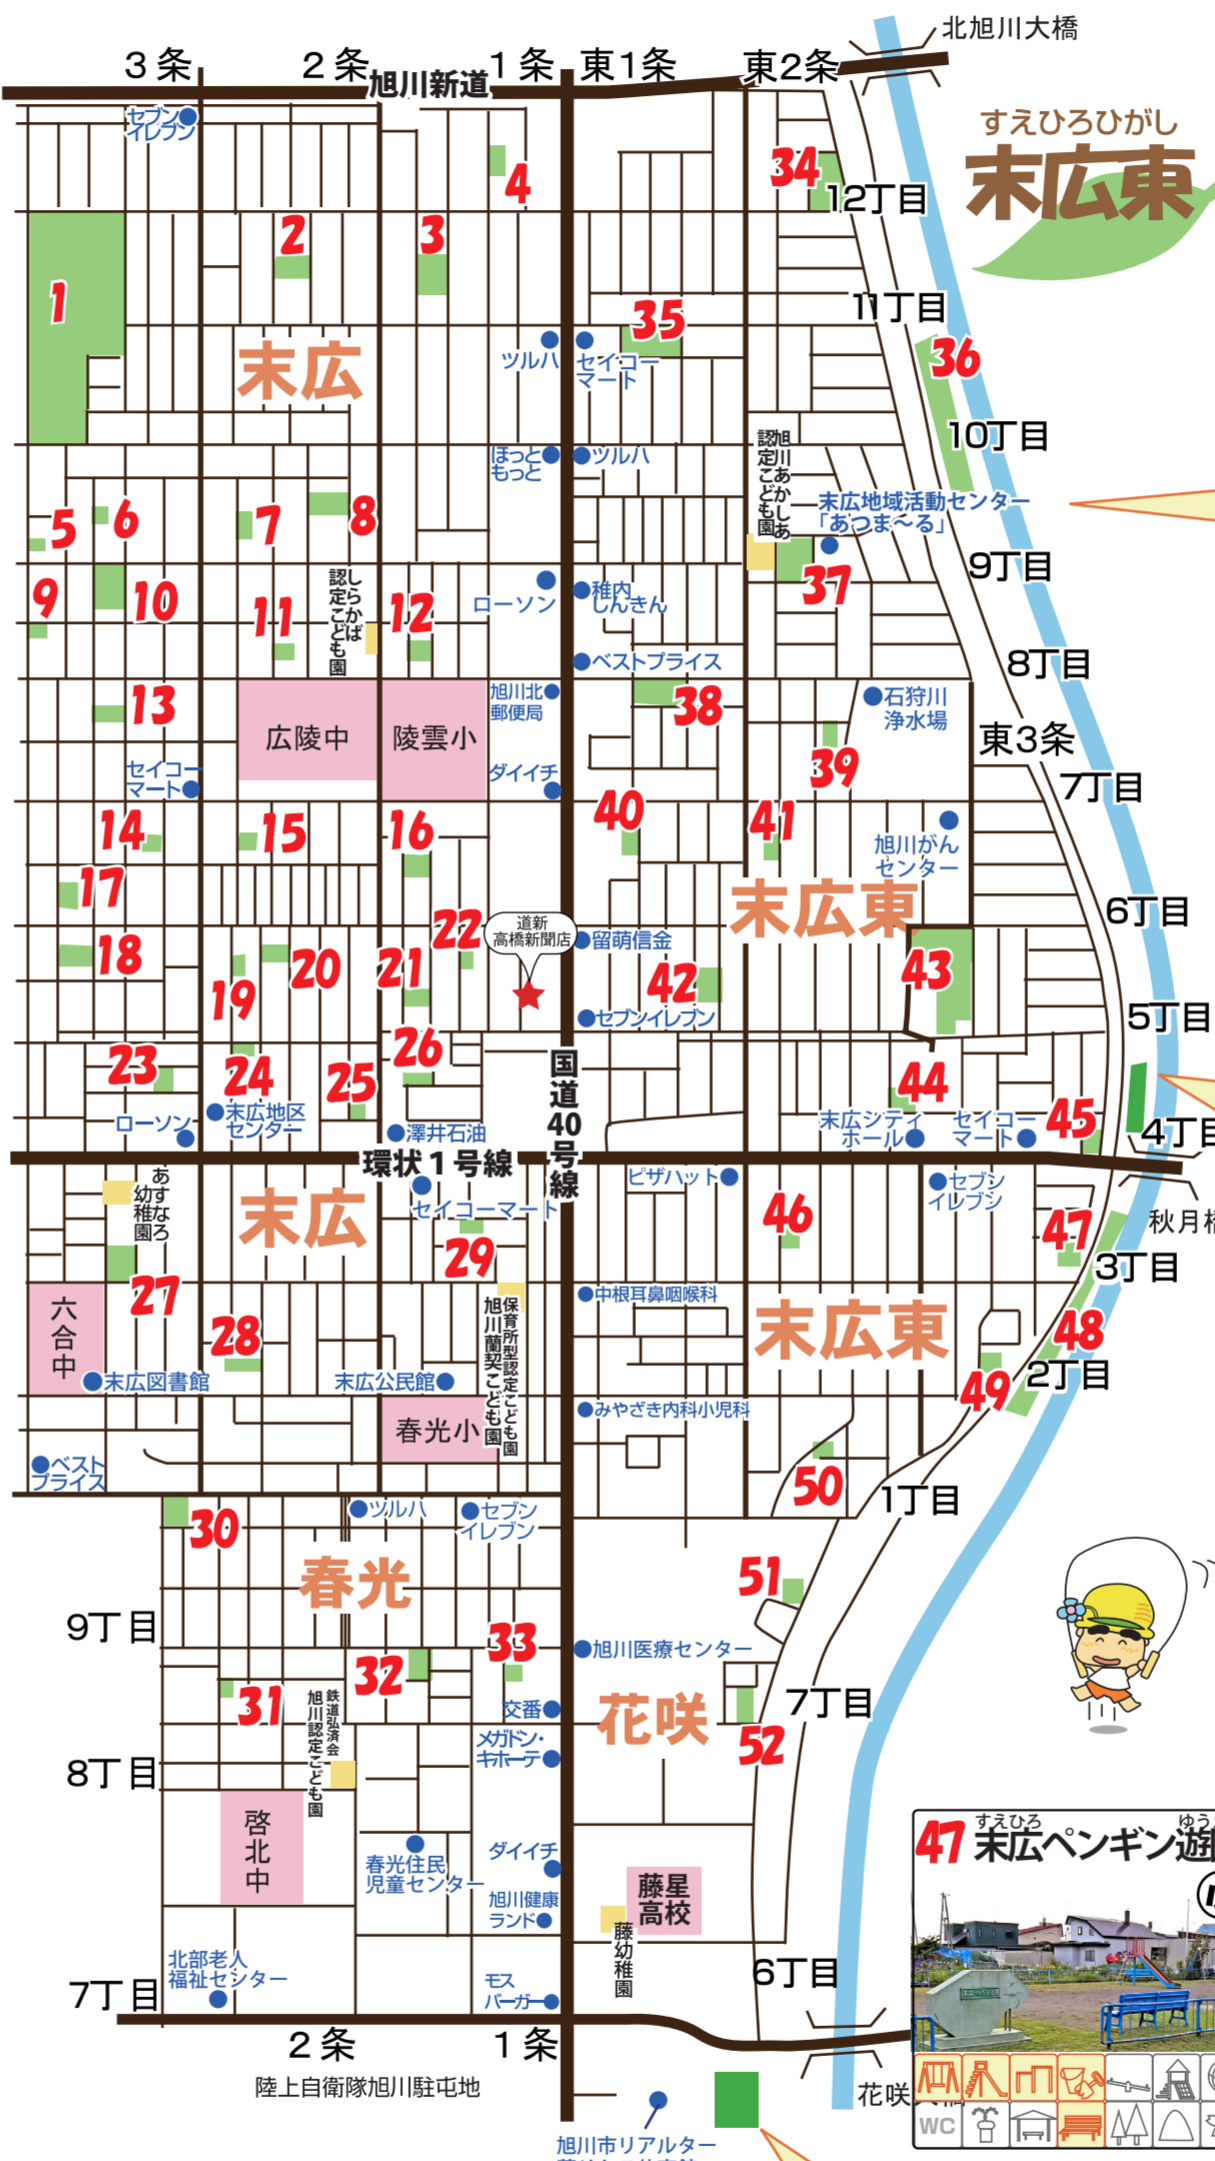 北旭川大橋
3条
2条
1条
東1条
東2条
旭川新道
セブン
イレブン
すえひろひがし
末広東
4
34
12丁目
2
3
1
11丁目
35
36
末広
ツルハ
セイコー
マート
10丁目
ほっと
もっと
ツルハ
旭川あかしあ
認定こども園
末広地域活動センター
「あつま〜る」
5
6
7
8
9丁目
37
9
10
11
12
しらかば
認定こども園
ローソン
稚内
しんきん
ベストプライス
8丁目
13
広陵中
陵雲小
旭川北
郵便局
38
石狩川
浄水場
東3条
39
セイコー
マート
ダイイチ
7丁目
14
15
16
40
41
旭川がん
センター
17
末広東
6丁目
18
19
20
21
22
道新
高橋新聞店
留萌信金
42
43
セブンイレブン
5丁目
23
24
25
26
国道40号線
44
45
ローソン
末広地区
センター
澤井石油
末広シティ
ホール
セイコー
マート
4丁目
環状1号線
あすなろ
幼稚園
末広
セイコーマート
ピザハット
セブン
イレブン
46
47
秋月橋
29
3丁目
27
六合中
28
保育所型認定こども園
旭川蘭契こども園
中根耳鼻咽喉科
末広東
48
末広図書館
末広公民館
49
2丁目
春光小
みやざき内科小児科
ベスト
プライス
50
1丁目
30
ツルハ
セブン
イレブン
春光
51
9丁目
33
旭川医療センター
32
31
鉄道弘済会
旭川認定こども園
交番
花咲
7丁目
メガドン・
キホーテ
52
8丁目
啓北中
春光住民
児童センター
ダイイチ
旭川健康
ランド
藤星
高校
藤幼稚園
47
すえひろ
末広ペンギン遊
北部老人
福祉センター
モス
バーガー
7丁目
6丁目
2条
1条
陸上自衛隊旭川駐屯地
花咲
WC
旭川市リアルター